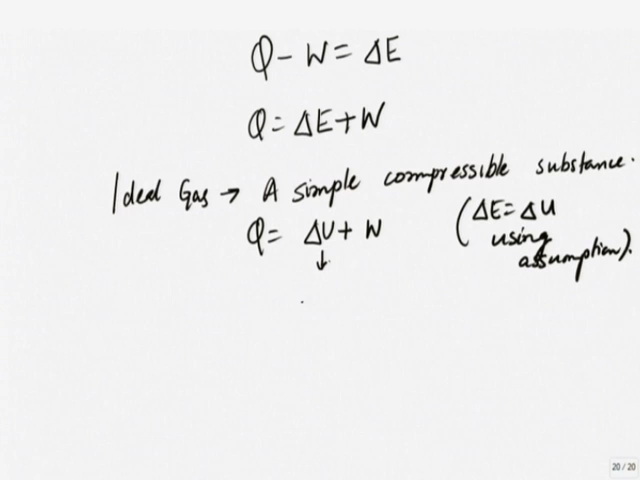 Q - W = ΔE
Q = ΔE + W
Ideal Gas → A simple compressible substance.
Q = ΔU + W (ΔE = ΔU
using
assumption).
↓
20 / 20